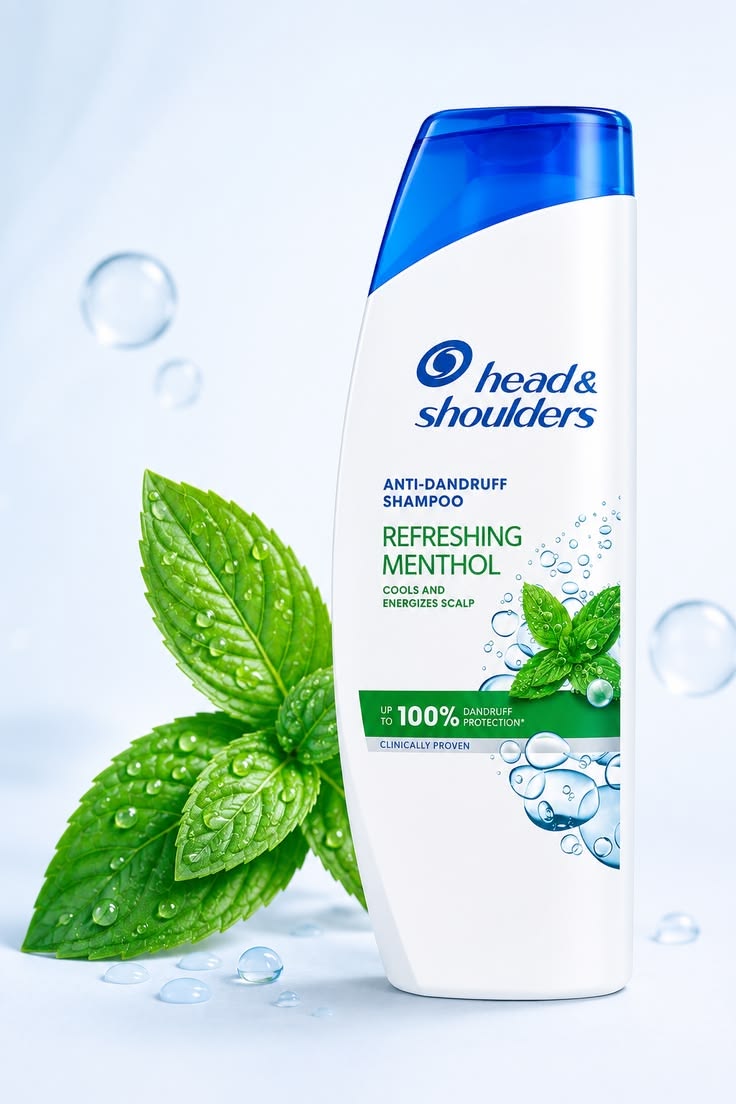 head &
shoulders
ANTI-DANDRUFF
SHAMPOO
REFRESHING
MENTHOL
COOLS AND
ENERGIZES SCALP
UP TO 100% DANDRUFF PROTECTION*
CLINICALLY PROVEN